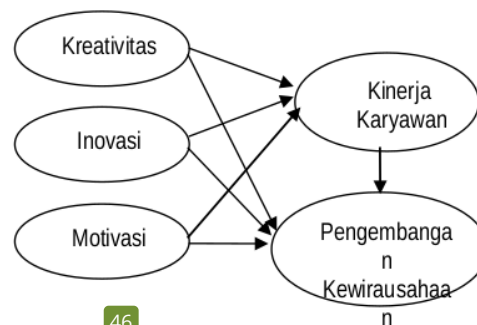 Kreativitas
Inovasi
Motivasi
Kinerja
Karyawan
Pengembanga
n
Kewirausahaa
n
46